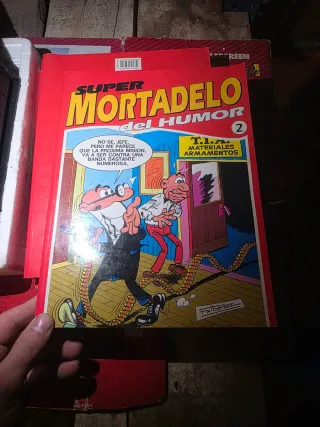 SUPER
MORTADELO
del HUMOR
2
NO SE, JEFE,
PERO ME PARECE
QUE LA PROXIMA MISION,
VA A SER CONTRA UNA
BANDA BASTANTE
NUMEROSA.
T.I.A.
MATERIALES
ARMAMENTOS